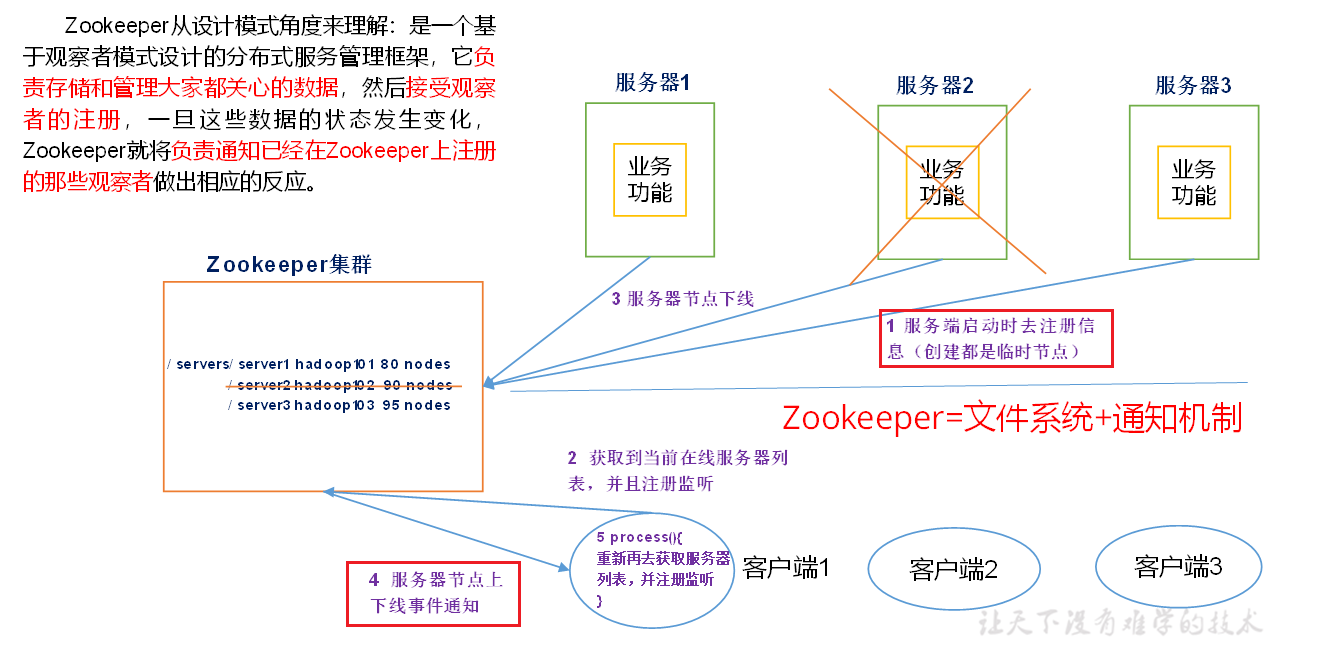 Zookeeper从设计模式角度来理解：是一个基
于观察者模式设计的分布式服务管理框架，它负
责存储和管理大家都关心的数据，然后接受观察
者的注册，一旦这些数据的状态发生变化，
Zookeeper就将负责通知已经在Zookeeper上注册
的那些观察者做出相应的反应。
服务器1
服务器2
服务器3
业务
功能
业务
功能
业务
功能
Zookeeper集群
3 服务器节点下线
1 服务端启动时去注册信
息（创建都是临时节点）
/ servers/ server1 hadoop101 80 nodes
/ server2 hadoop102 90 nodes
/ server3 hadoop103 95 nodes
Zookeeper=文件系统+通知机制
2 获取到当前在线服务器列
表，并且注册监听
5 process(){
重新再去获取服务器
列表，并注册监听
}
客户端1
客户端2
客户端3
4 服务器节点上
下线事件通知
让天下没有难学的技术